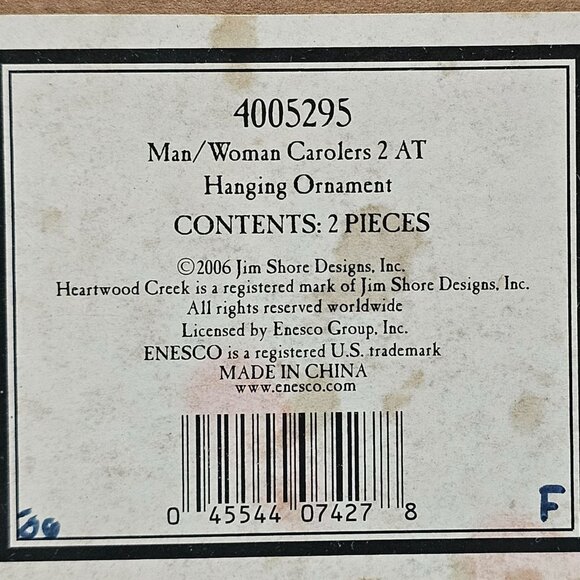 4005295
Man/Woman Carolers 2 AT
Hanging Ornament
CONTENTS: 2 PIECES
©2006 Jim Shore Designs, Inc.
Heartwood Creek is a registered mark of Jim Shore Designs, Inc.
All rights reserved worldwide
Licensed by Enesco Group, Inc.
ENESCO is a registered U.S. trademark
MADE IN CHINA
www.enesco.com
0 45544 07427 8
F